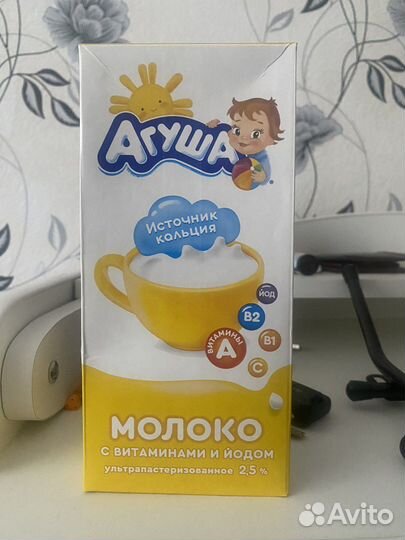 Агуша
Источник
кальция
йод
B2
Витамины
A
B1
C
МОЛОКО
С ВИТАМИНАМИ И ЙОДОМ
ультрапастеризованное 2,5 %
Avito